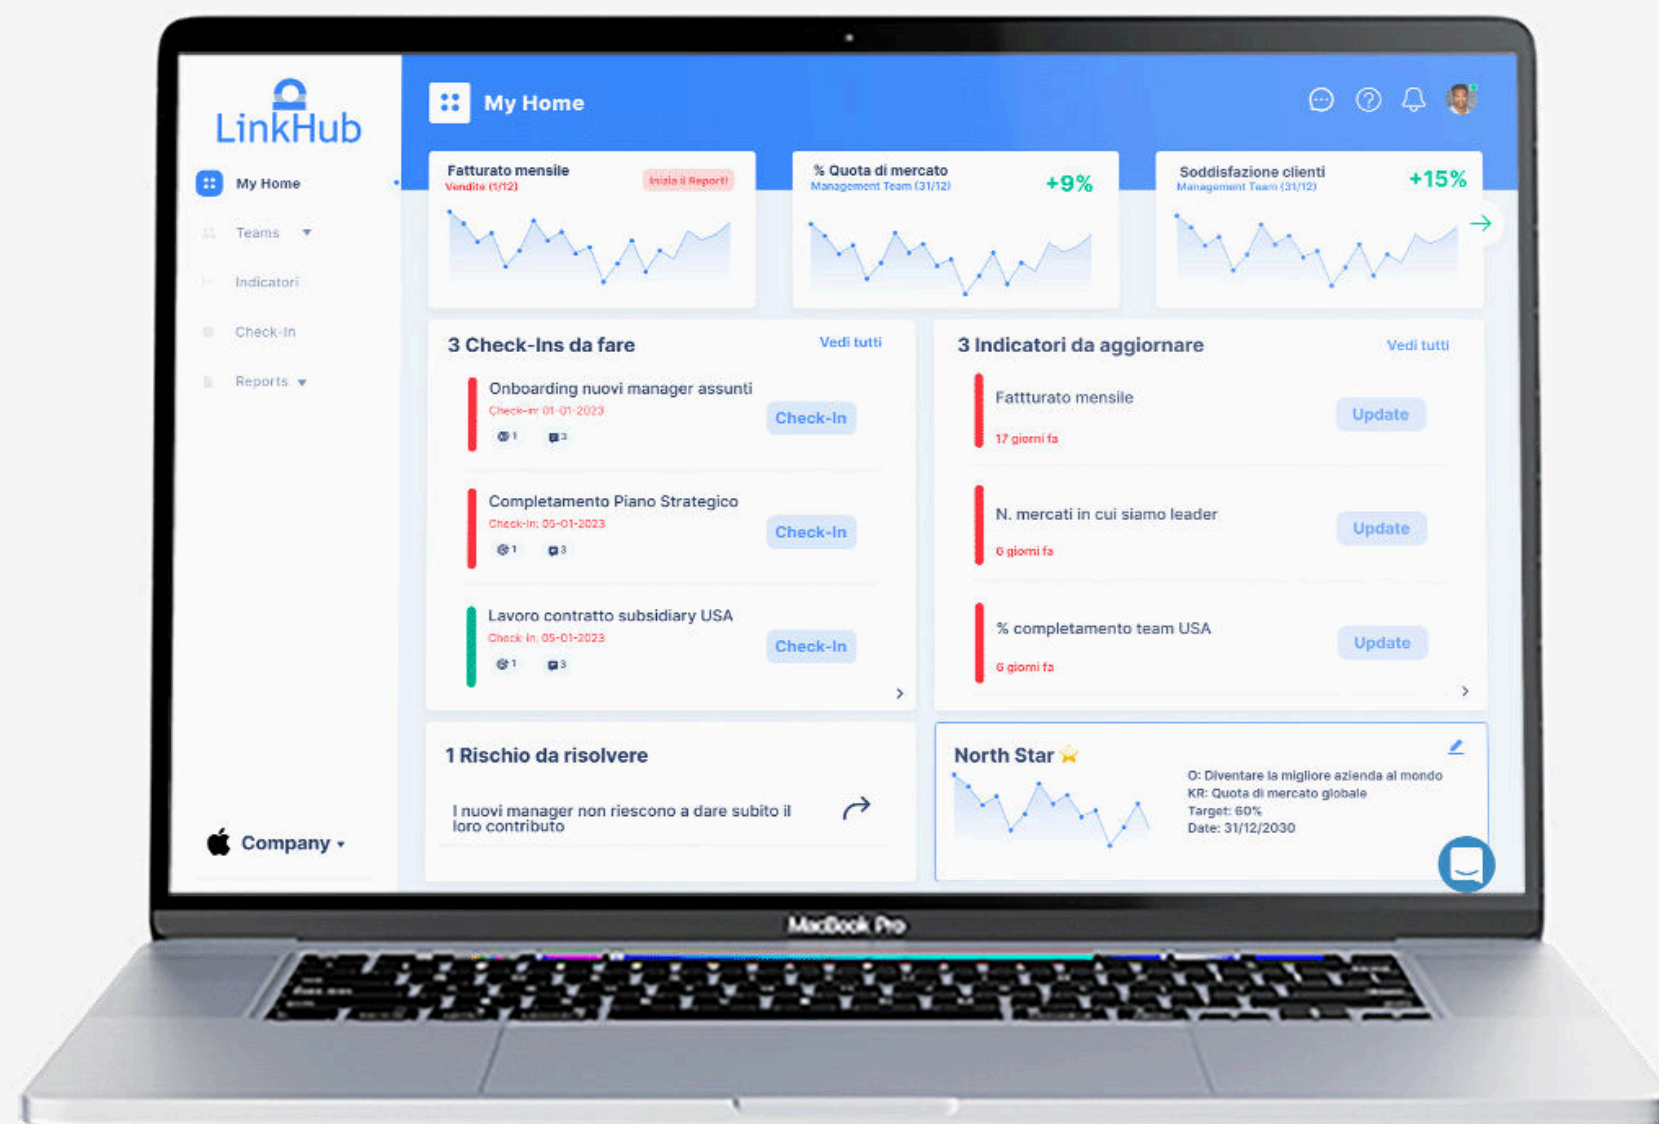 LinkHub
My Home
My Home
Teams
Indicatori
Check-In
Reports
Company
Fatturato mensile
Vendite (1/12)
Inizia il Report!
% Quota di mercato
Management Team (31/12)
+9%
Soddisfazione clienti
Management Team (31/12)
+15%
3 Check-Ins da fare
Vedi tutti
Onboarding nuovi manager assunti
Check-in: 01-01-2023
1 3
Check-In
Completamento Piano Strategico
Check-In: 05-01-2023
1 3
Check-In
Lavoro contratto subsidiary USA
Check-in: 05-01-2023
1 3
Check-In
3 Indicatori da aggiornare
Vedi tutti
Fattturato mensile
17 giorni fa
Update
N. mercati in cui siamo leader
6 giorni fa
Update
% completamento team USA
6 giorni fa
Update
1 Rischio da risolvere
I nuovi manager non riescono a dare subito il
loro contributo
North Star
O: Diventare la migliore azienda al mondo
KR: Quota di mercato globale
Target: 60%
Date: 31/12/2030
MacBook Pro